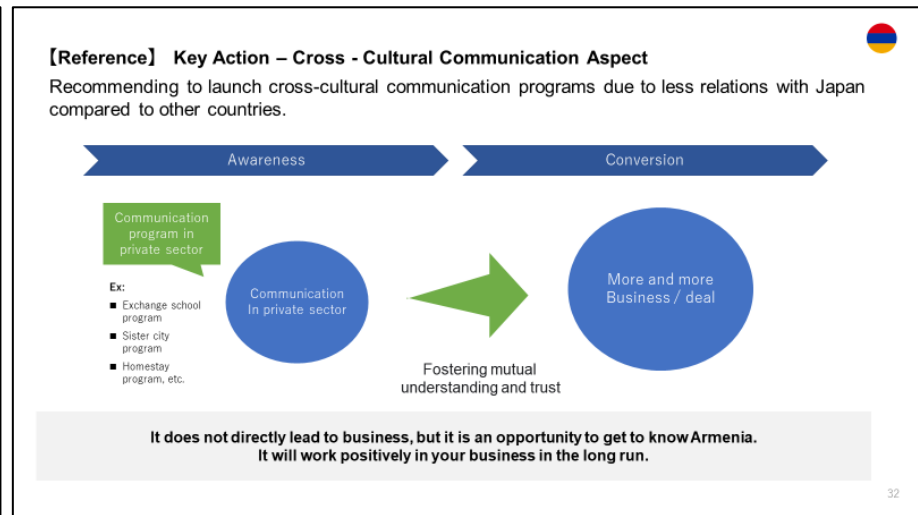 【Reference】 Key Action – Cross - Cultural Communication Aspect
Recommending to launch cross-cultural communication programs due to less relations with Japan
compared to other countries.
Awareness
Conversion
Communication
program in
private sector
Ex:
■ Exchange school
program
■ Sister city
program
■ Homestay
program, etc.
Communication
In private sector
Fostering mutual
understanding and trust
More and more
Business / deal
It does not directly lead to business, but it is an opportunity to get to know Armenia.
It will work positively in your business in the long run.
32